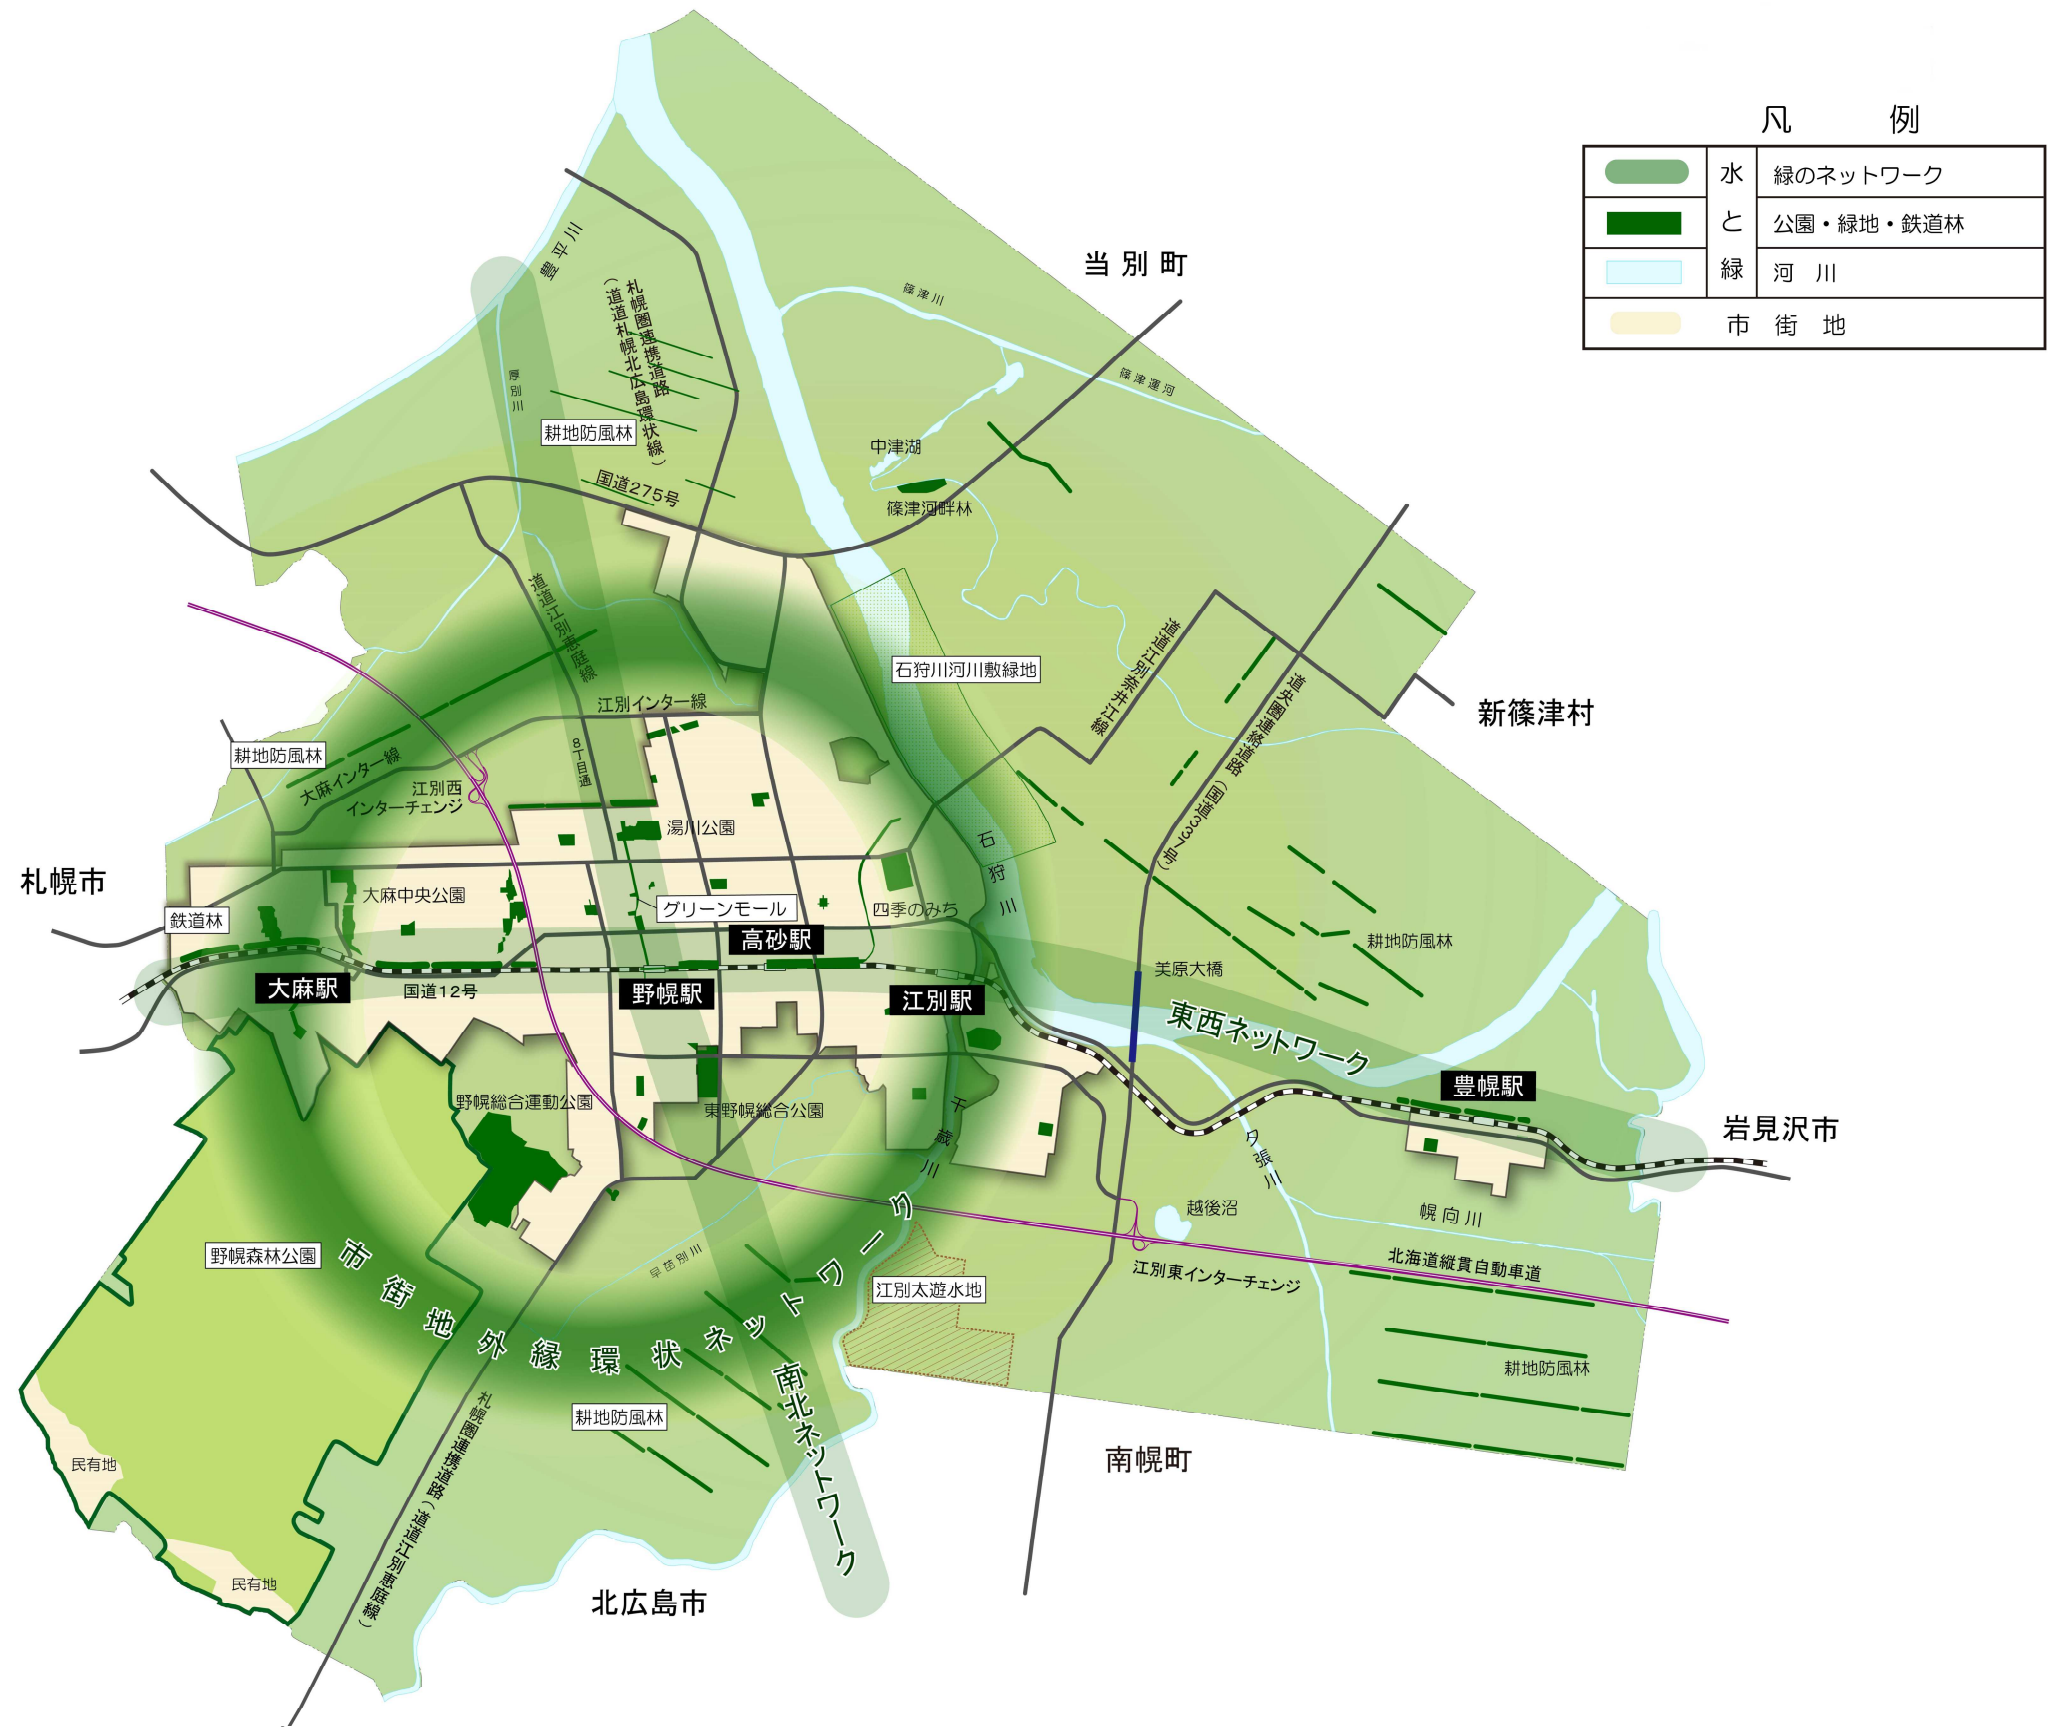 凡例
水と緑
緑のネットワーク
公園・緑地・鉄道林
河川
市街地
当別町
豊平川
札幌圏連携道路
（道道札幌北広島環状線）
篠津川
篠津運河
厚別川
耕地防風林
中津湖
国道275号
篠津河畔林
道道江別恵庭線
石狩川河川敷緑地
道道江別奈井江線
道央圏連絡道路（国道337号）
新篠津村
江別インター線
耕地防風林
大麻インター線
8丁目通
江別西
インターチェンジ
湯川公園
石狩川
札幌市
大麻中央公園
鉄道林
グリーンモール
四季のみち
高砂駅
耕地防風林
美原大橋
大麻駅
国道12号
野幌駅
江別駅
東西ネットワーク
豊幌駅
野幌総合運動公園
東野幌総合公園
千歳川
夕張川
岩見沢市
越後沼
幌向川
野幌森林公園
市街地外縁環状ネットワーク
早苗別川
江別太遊水地
江別東インターチェンジ
北海道縦貫自動車道
耕地防風林
南北ネットワーク
耕地防風林
札幌圏連携道路（道道江別恵庭線）
南幌町
民有地
民有地
北広島市